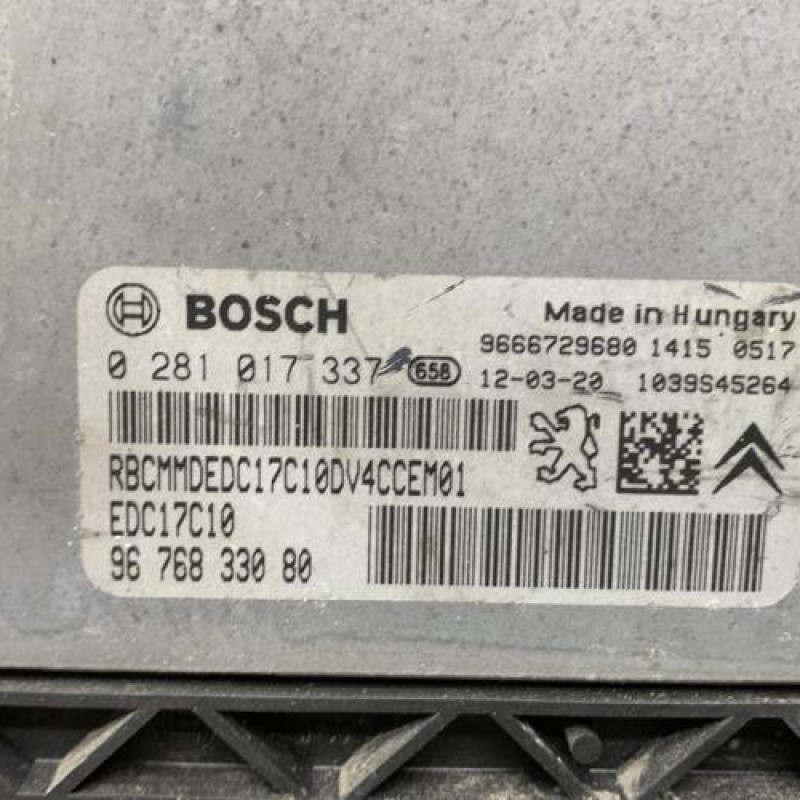 BOSCH
Made in Hungary
9666729680 1415 0517
0 281 017 337 658 12-03-20 1039S45264
RBCMMDEDC17C10DV4CCEM01
EDC17C10
96 768 330 80